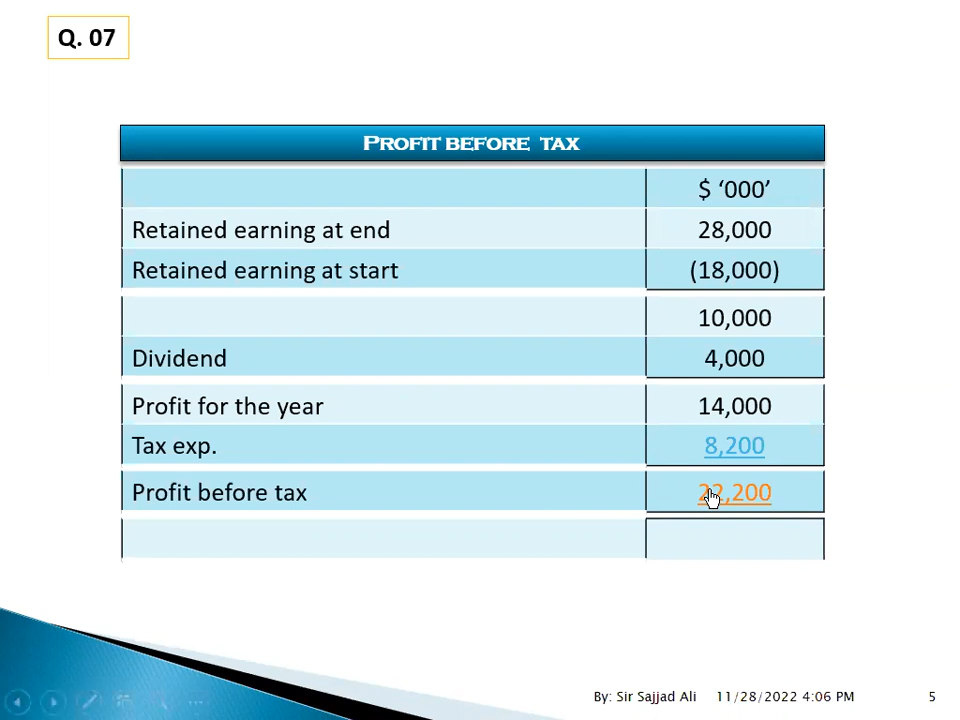 Q. 07
PROFIT BEFORE TAX
$ ‘000’
Retained earning at end 28,000
Retained earning at start (18,000)
10,000
Dividend 4,000
Profit for the year 14,000
Tax exp. 8,200
Profit before tax 22,200
By: Sir Sajjad Ali 11/28/2022 4:06 PM 5